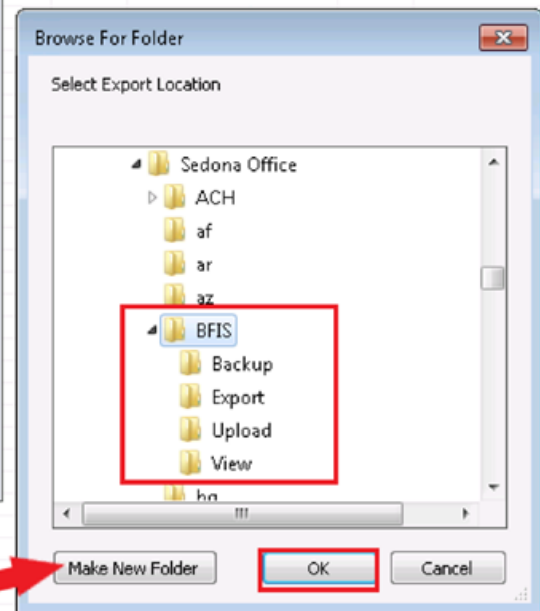 Browse For Folder
Select Export Location
Sedona Office
ACH
af
ar
az
BFIS
Backup
Export
Upload
View
bg
Make New Folder OK Cancel